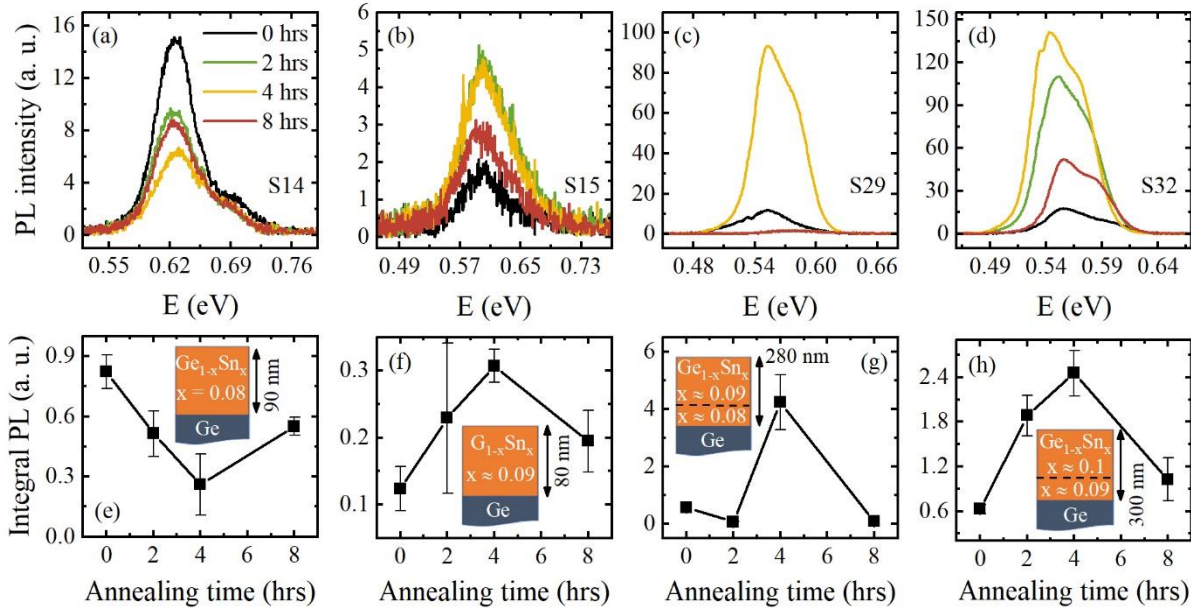 (a)
0 hrs
2 hrs
4 hrs
8 hrs
S14
PL intensity (a. u.)
16
12
8
4
0
0.55 0.62 0.69 0.76
E (eV)
(b)
S15
6
5
4
3
2
1
0
0.49 0.57 0.65 0.73
E (eV)
(c)
S29
100
80
60
40
20
0
0.48 0.54 0.60 0.66
E (eV)
(d)
S32
150
120
90
60
30
0
0.49 0.54 0.59 0.64
E (eV)
Integral PL (a. u.)
0.9
0.6
0.3
0.0
(e)
Ge1-xSnx
x = 0.08
Ge
90 nm
0 2 4 6 8
Annealing time (hrs)
(f)
0.3
0.2
0.1
G1-xSnx
x ≈ 0.09
Ge
80 nm
0 2 4 6 8
Annealing time (hrs)
(g)
6
4
2
0
Ge1-xSnx
x ≈ 0.09
x ≈ 0.08
Ge
280 nm
0 2 4 6 8
Annealing time (hrs)
(h)
2.4
1.8
1.2
0.6
Ge1-xSnx
x ≈ 0.1
x ≈ 0.09
Ge
300 nm
0 2 4 6 8
Annealing time (hrs)